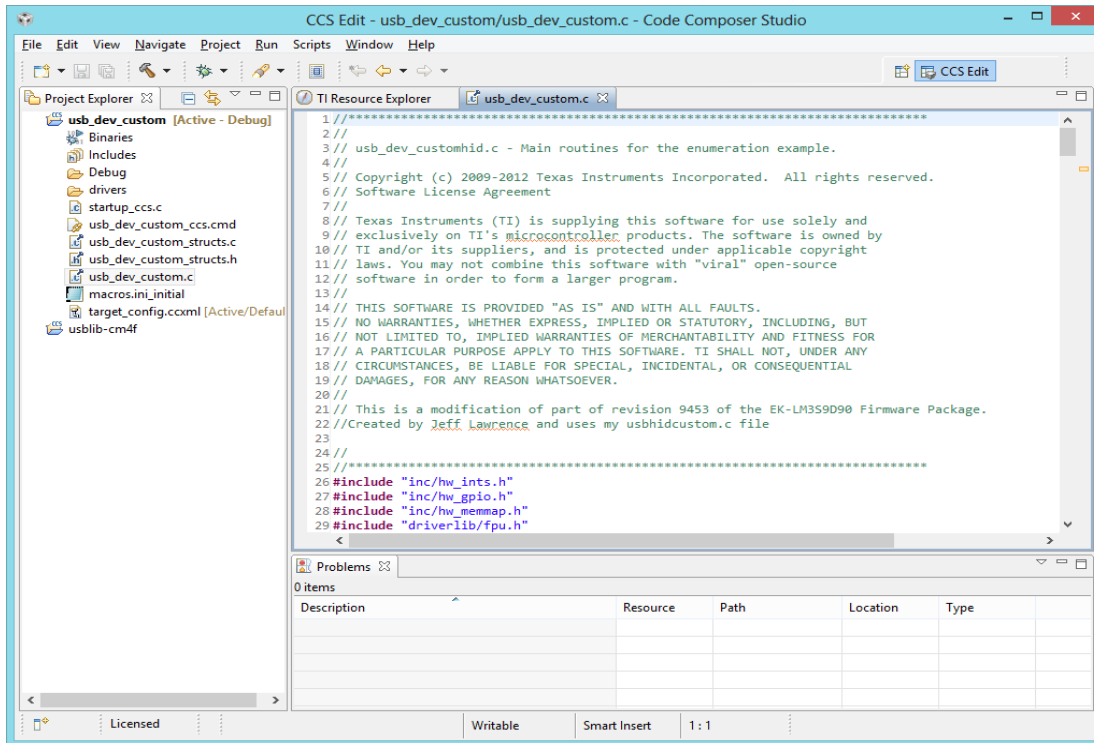 CCS Edit - usb_dev_custom/usb_dev_custom.c - Code Composer Studio
File Edit View Navigate Project Run Scripts Window Help
CCS Edit
Project Explorer
TI Resource Explorer
usb_dev_custom.c
usb_dev_custom [Active - Debug]
Binaries
Includes
Debug
drivers
startup_ccs.c
usb_dev_custom_ccs.cmd
usb_dev_custom_structs.c
usb_dev_custom_structs.h
usb_dev_custom.c
macros.ini_initial
target_config.ccxml [Active/Defaul
usblib-cm4f
1 //*****************************************************************************
2 //
3 // usb_dev_customhid.c - Main routines for the enumeration example.
4 //
5 // Copyright (c) 2009-2012 Texas Instruments Incorporated.  All rights reserved.
6 // Software License Agreement
7 //
8 // Texas Instruments (TI) is supplying this software for use solely and
9 // exclusively on TI's microcontroller products. The software is owned by
10 // TI and/or its suppliers, and is protected under applicable copyright
11 // laws. You may not combine this software with "viral" open-source
12 // software in order to form a larger program.
13 //
14 // THIS SOFTWARE IS PROVIDED "AS IS" AND WITH ALL FAULTS.
15 // NO WARRANTIES, WHETHER EXPRESS, IMPLIED OR STATUTORY, INCLUDING, BUT
16 // NOT LIMITED TO, IMPLIED WARRANTIES OF MERCHANTABILITY AND FITNESS FOR
17 // A PARTICULAR PURPOSE APPLY TO THIS SOFTWARE. TI SHALL NOT, UNDER ANY
18 // CIRCUMSTANCES, BE LIABLE FOR SPECIAL, INCIDENTAL, OR CONSEQUENTIAL
19 // DAMAGES, FOR ANY REASON WHATSOEVER.
20 //
21 // This is a modification of part of revision 9453 of the EK-LM3S9D90 Firmware Package.
22 //Created by Jeff Lawrence and uses my usbhidcustom.c file
23
24 //
25 //*****************************************************************************
26 #include "inc/hw_ints.h"
27 #include "inc/hw_gpio.h"
28 #include "inc/hw_memmap.h"
29 #include "driverlib/fpu.h"
Problems
0 items
Description Resource Path Location Type
Licensed Writable Smart Insert 1 : 1